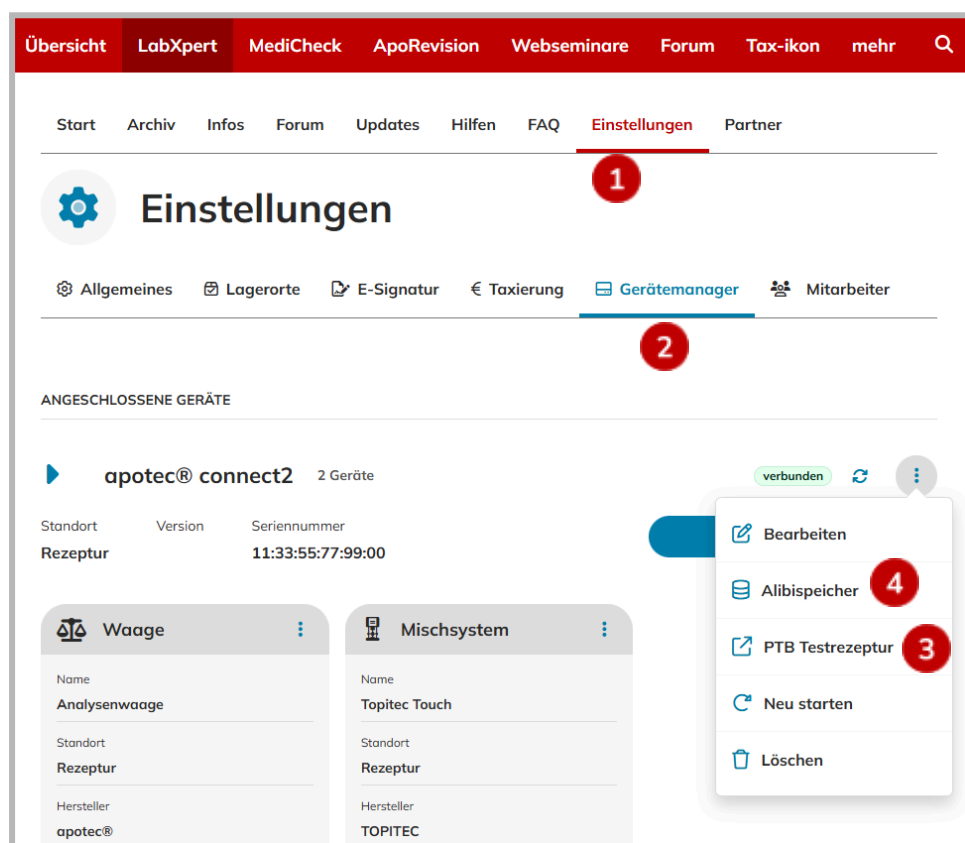 Übersicht LabXpert MediCheck ApoRevision Webseminare Forum Tax-ikon mehr
Start Archiv Infos Forum Updates Hilfen FAQ Einstellungen Partner
1
Einstellungen
Allgemeines Lagerorte E-Signatur € Taxierung Gerätemanager Mitarbeiter
2
ANGESCHLOSSENE GERÄTE
apotec® connect2 2 Geräte verbunden
Standort Version Seriennummer
Rezeptur 11:33:55:77:99:00
Bearbeiten
Alibispeicher 4
PTB Testrezeptur 3
Neu starten
Löschen
Waage
Name
Analysenwaage
Standort
Rezeptur
Hersteller
apotec®
Mischsystem
Name
Topitec Touch
Standort
Rezeptur
Hersteller
TOPITEC